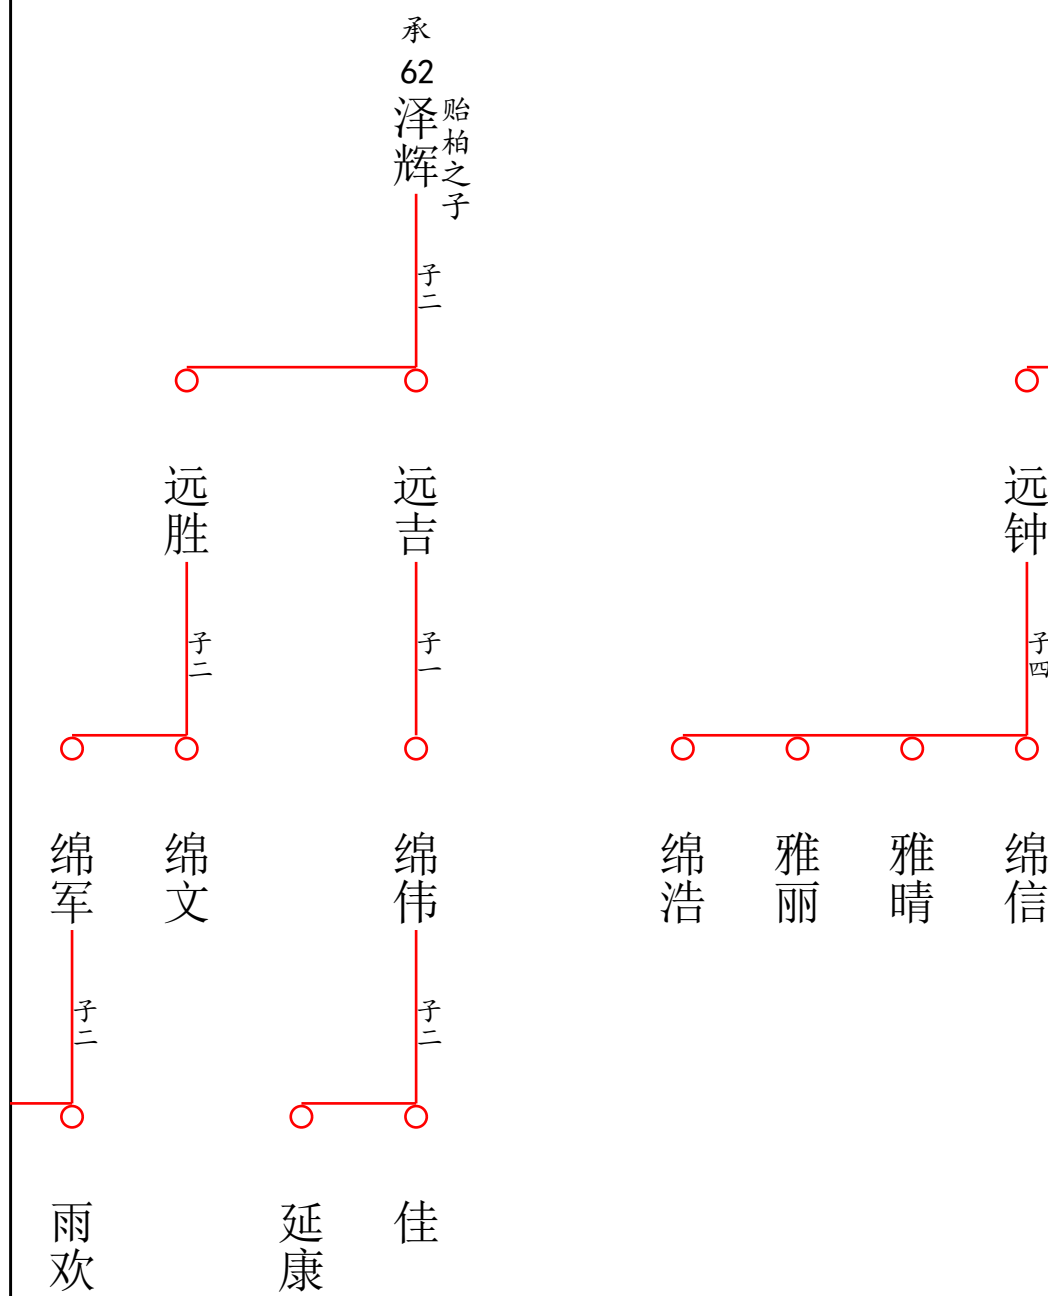 承
62
泽辉
贻柏之子
子二
远胜
远吉
远钟
子二
子一
子四
绵军
绵文
绵伟
绵浩
雅丽
雅晴
绵信
子二
子二
雨欢
延康
佳